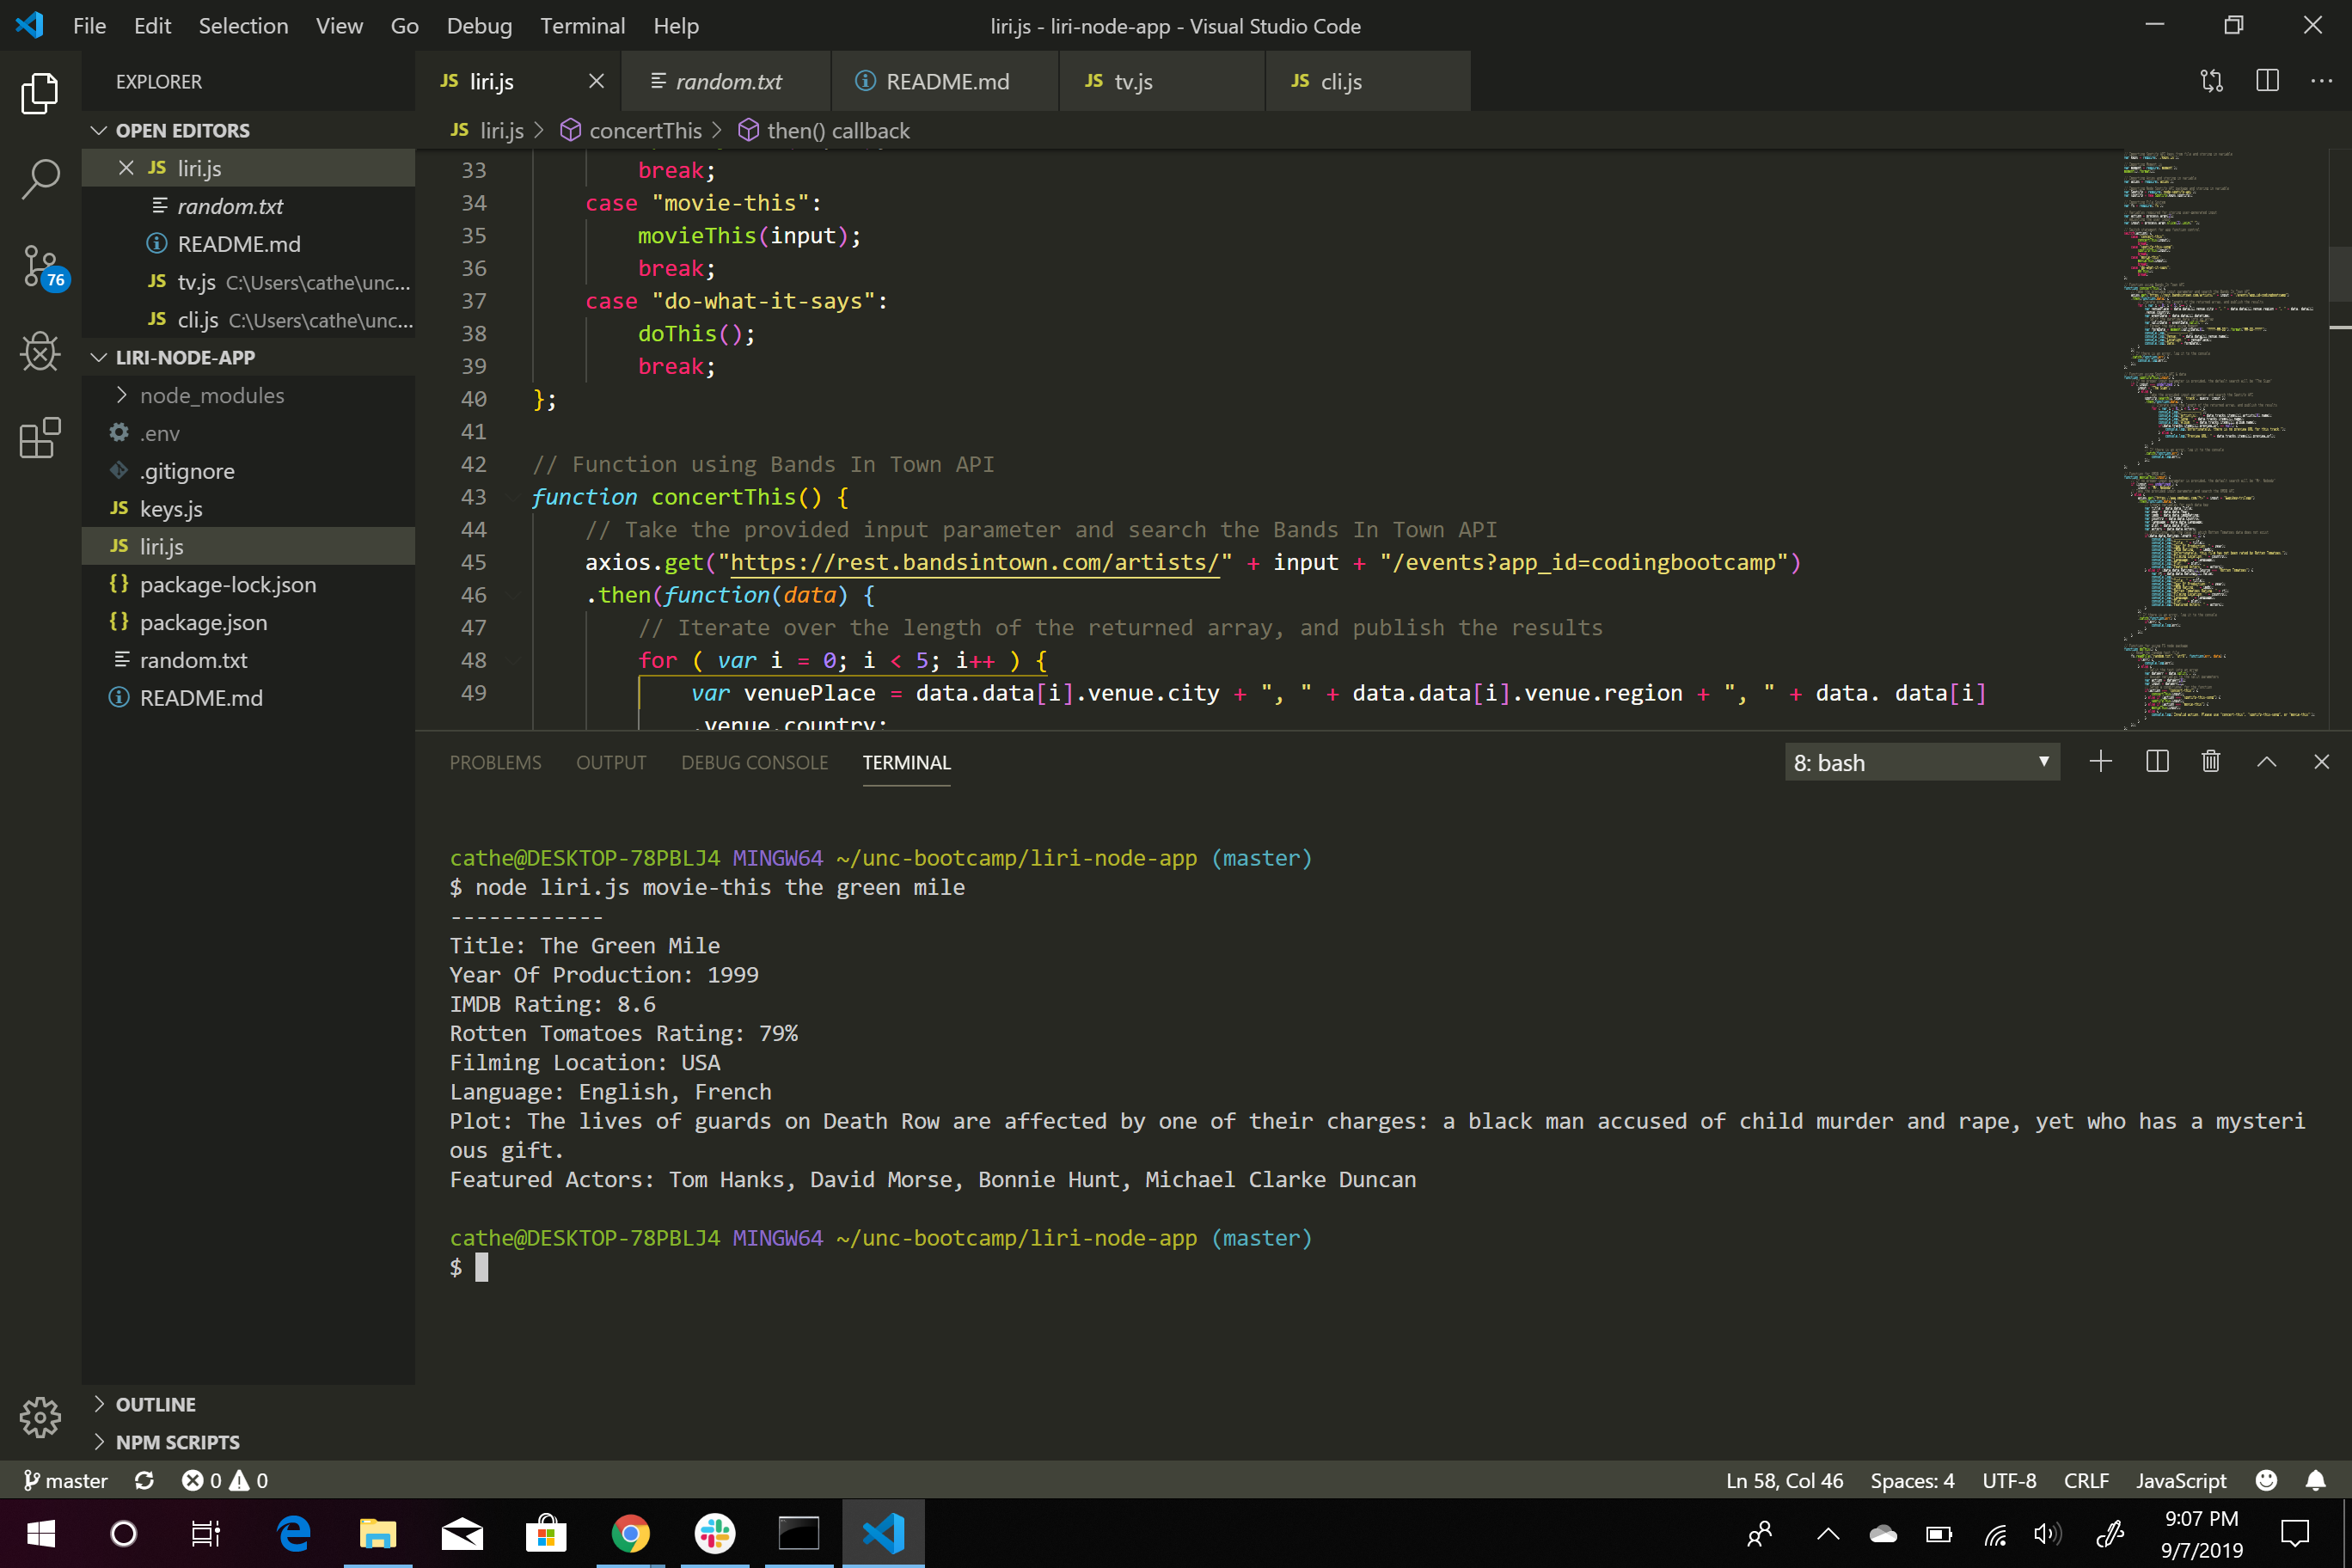 File Edit Selection View Go Debug Terminal Help
liri.js - liri-node-app - Visual Studio Code
EXPLORER
OPEN EDITORS
JS liri.js
random.txt
README.md
JS tv.js C:\Users\cathe\unc...
JS cli.js C:\Users\cathe\unc...
LIRI-NODE-APP
node_modules
.env
.gitignore
JS keys.js
JS liri.js
{} package-lock.json
{} package.json
random.txt
README.md
OUTLINE
NPM SCRIPTS
76
JS liri.js random.txt README.md JS tv.js JS cli.js
JS liri.js > concertThis > then() callback
33 break;
34 case "movie-this":
35 movieThis(input);
36 break;
37 case "do-what-it-says":
38 doThis();
39 break;
40 };
41
42 // Function using Bands In Town API
43 function concertThis() {
44 // Take the provided input parameter and search the Bands In Town API
45 axios.get("https://rest.bandsintown.com/artists/" + input + "/events?app_id=codingbootcamp")
46 .then(function(data) {
47 // Iterate over the length of the returned array, and publish the results
48 for ( var i = 0; i < 5; i++ ) {
49 var venuePlace = data.data[i].venue.city + ", " + data.data[i].venue.region + ", " + data. data[i]
.venue.country;
PROBLEMS OUTPUT DEBUG CONSOLE TERMINAL
8: bash
cathe@DESKTOP-78PBLJ4 MINGW64 ~/unc-bootcamp/liri-node-app (master)
$ node liri.js movie-this the green mile
------------
Title: The Green Mile
Year Of Production: 1999
IMDB Rating: 8.6
Rotten Tomatoes Rating: 79%
Filming Location: USA
Language: English, French
Plot: The lives of guards on Death Row are affected by one of their charges: a black man accused of child murder and rape, yet who has a mysteri
ous gift.
Featured Actors: Tom Hanks, David Morse, Bonnie Hunt, Michael Clarke Duncan
cathe@DESKTOP-78PBLJ4 MINGW64 ~/unc-bootcamp/liri-node-app (master)
$
master 0 0
Ln 58, Col 46 Spaces: 4 UTF-8 CRLF JavaScript
9:07 PM
9/7/2019